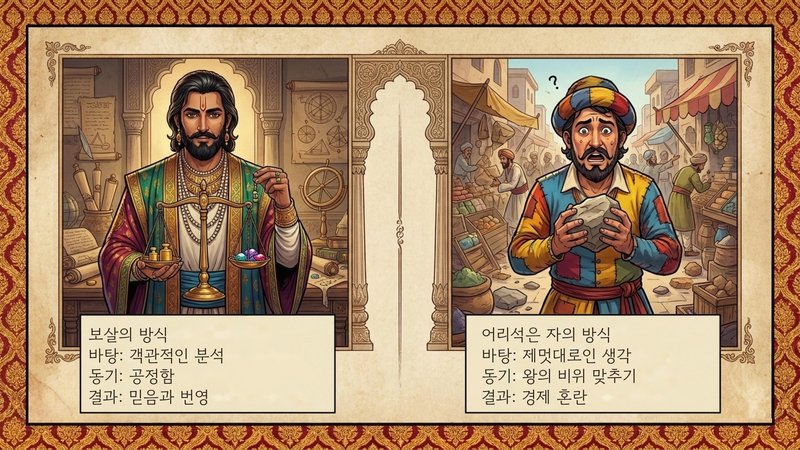 보살의 방식
바탕: 객관적인 분석
동기: 공정함
결과: 믿음과 번영
?
어리석은 자의 방식
바탕: 제멋대로인 생각
동기: 왕의 비위 맞추기
결과: 경제 혼란